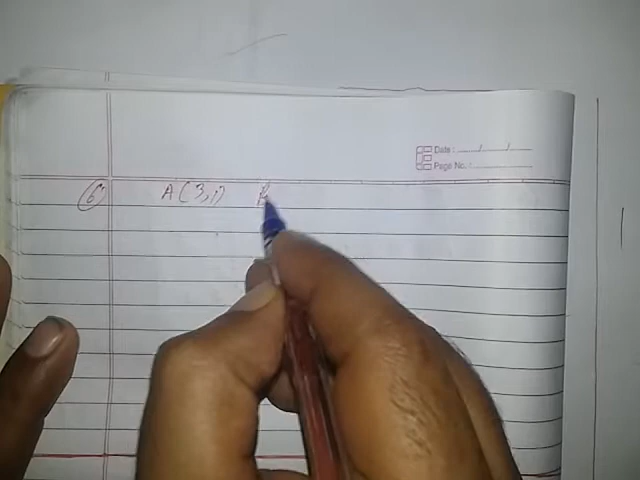 Date : ....../....../......
Page No. : ..................
6 A (3, 1) B